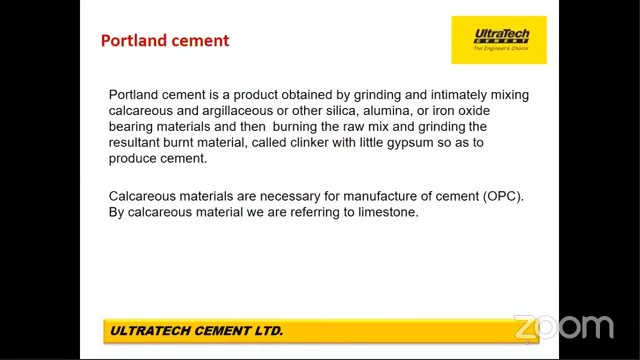 Portland cement
UltraTech
CEMENT
The Engineer's Choice
Portland cement is a product obtained by grinding and intimately mixing
calcareous and argillaceous or other silica, alumina, or iron oxide
bearing materials and then burning the raw mix and grinding the
resultant burnt material, called clinker with little gypsum so as to
produce cement.
Calcareous materials are necessary for manufacture of cement (OPC).
By calcareous material we are referring to limestone.
ULTRATECH CEMENT LTD.
zoom